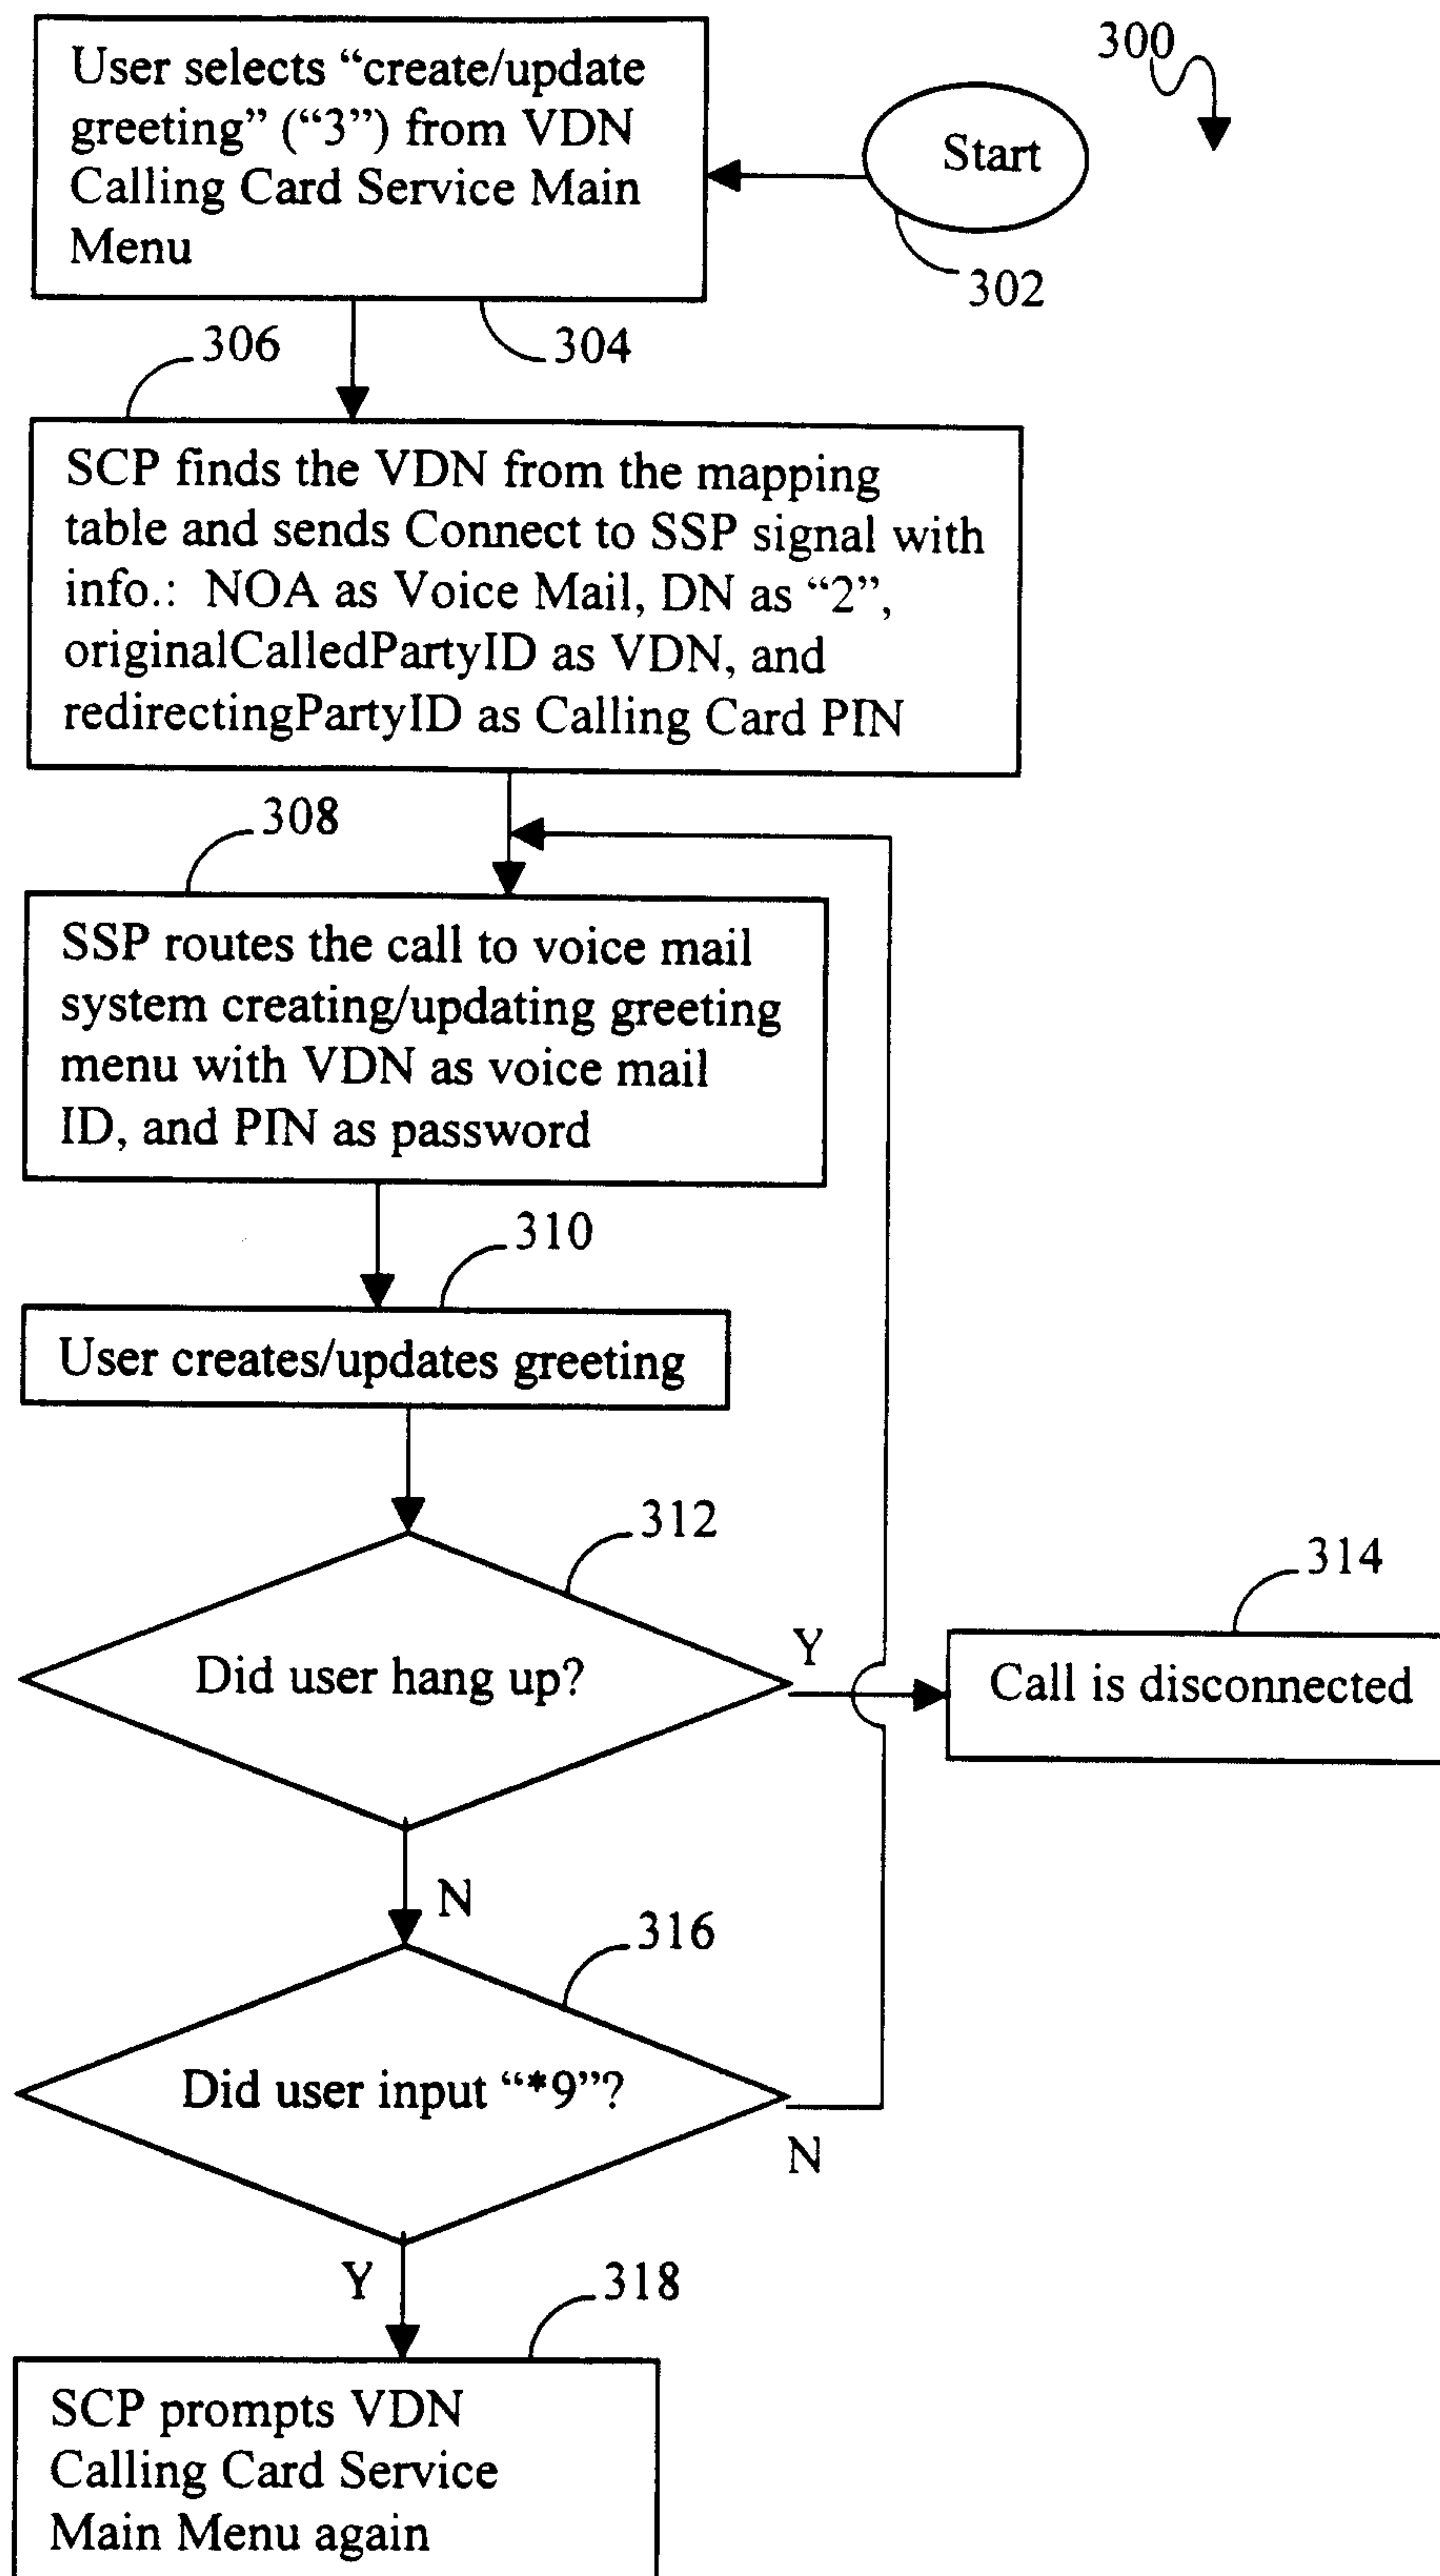 300
Start
302
User selects “create/update
greeting” (“3”) from VDN
Calling Card Service Main
Menu
304
306
SCP finds the VDN from the mapping
table and sends Connect to SSP signal with
info.: NOA as Voice Mail, DN as “2”,
originalCalledPartyID as VDN, and
redirectingPartyID as Calling Card PIN
308
SSP routes the call to voice mail
system creating/updating greeting
menu with VDN as voice mail
ID, and PIN as password
310
User creates/updates greeting
312
Did user hang up?
Y
314
Call is disconnected
N
316
Did user input “*9”?
N
Y
318
SCP prompts VDN
Calling Card Service
Main Menu again